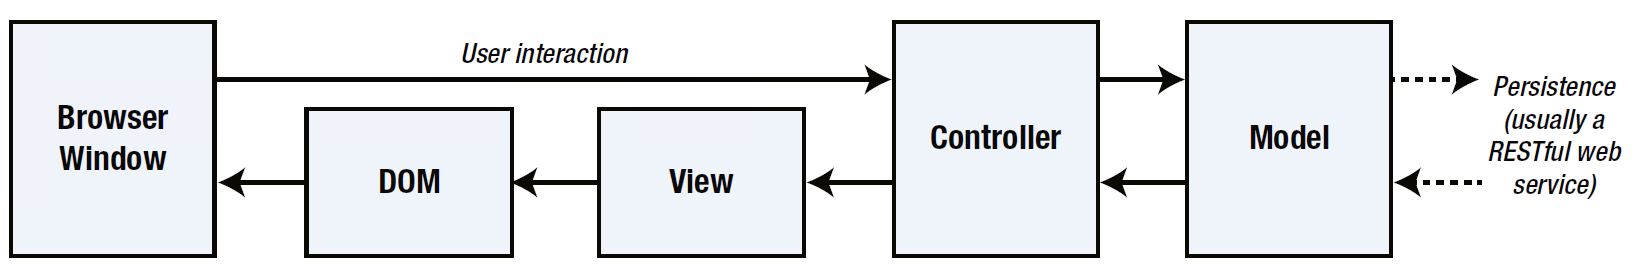 User interaction
Browser
Window
DOM
View
Controller
Model
Persistence
(usually a
RESTful web
service)